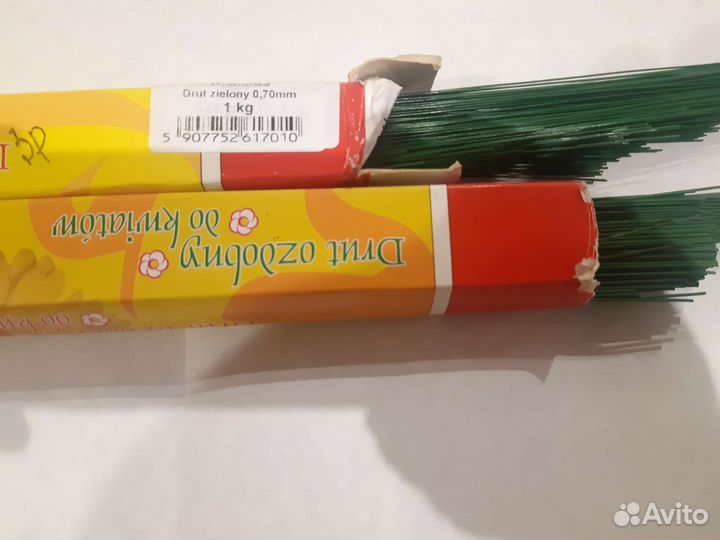 Drut zielony 0,70mm
1 kg
5 907752 617010
Drut ozdobny
do kwiatów
Avito